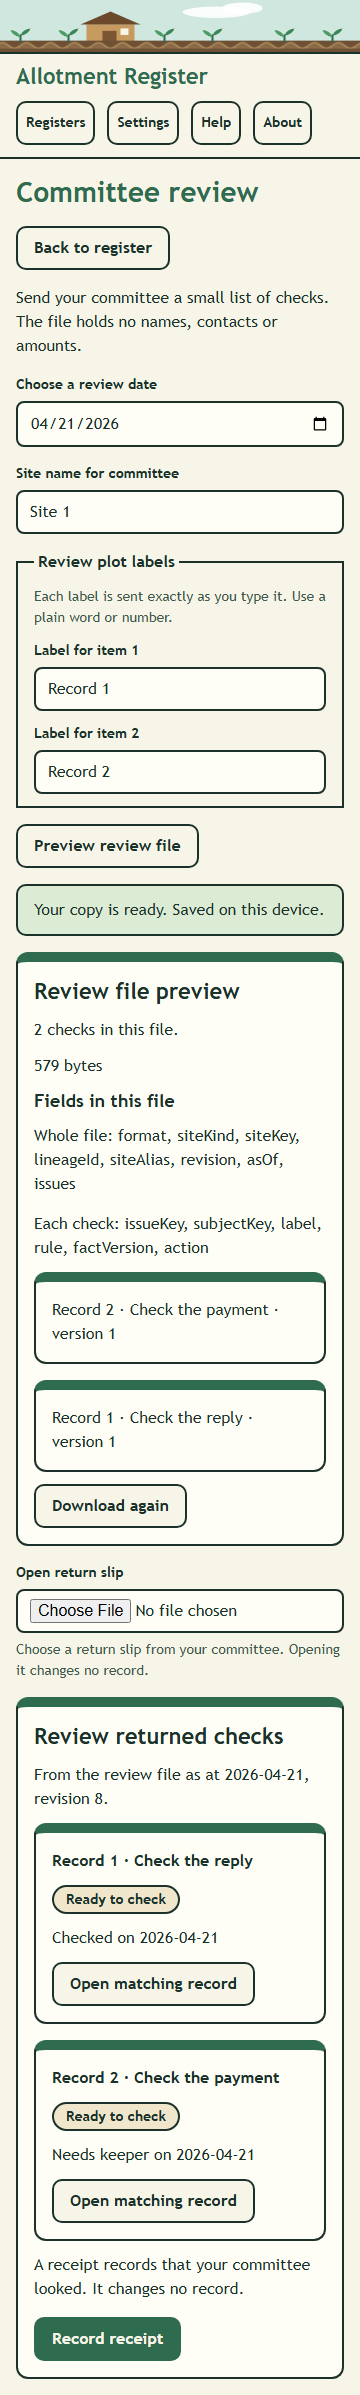 Allotment Register
Registers
Settings
Help
About
Committee review
Back to register
Send your committee a small list of checks.
The file holds no names, contacts or
amounts.
Choose a review date
04/21/2026
Site name for committee
Site 1
Review plot labels
Each label is sent exactly as you type it. Use a
plain word or number.
Label for item 1
Record 1
Label for item 2
Record 2
Preview review file
Your copy is ready. Saved on this device.
Review file preview
2 checks in this file.
579 bytes
Fields in this file
Whole file: format, siteKind, siteKey,
lineageId, siteAlias, revision, asOf,
issues
Each check: issueKey, subjectKey, label,
rule, factVersion, action
Record 2 · Check the payment ·
version 1
Record 1 · Check the reply ·
version 1
Download again
Open return slip
Choose File No file chosen
Choose a return slip from your committee. Opening
it changes no record.
Review returned checks
From the review file as at 2026-04-21,
revision 8.
Record 1 · Check the reply
Ready to check
Checked on 2026-04-21
Open matching record
Record 2 · Check the payment
Ready to check
Needs keeper on 2026-04-21
Open matching record
A receipt records that your committee
looked. It changes no record.
Record receipt